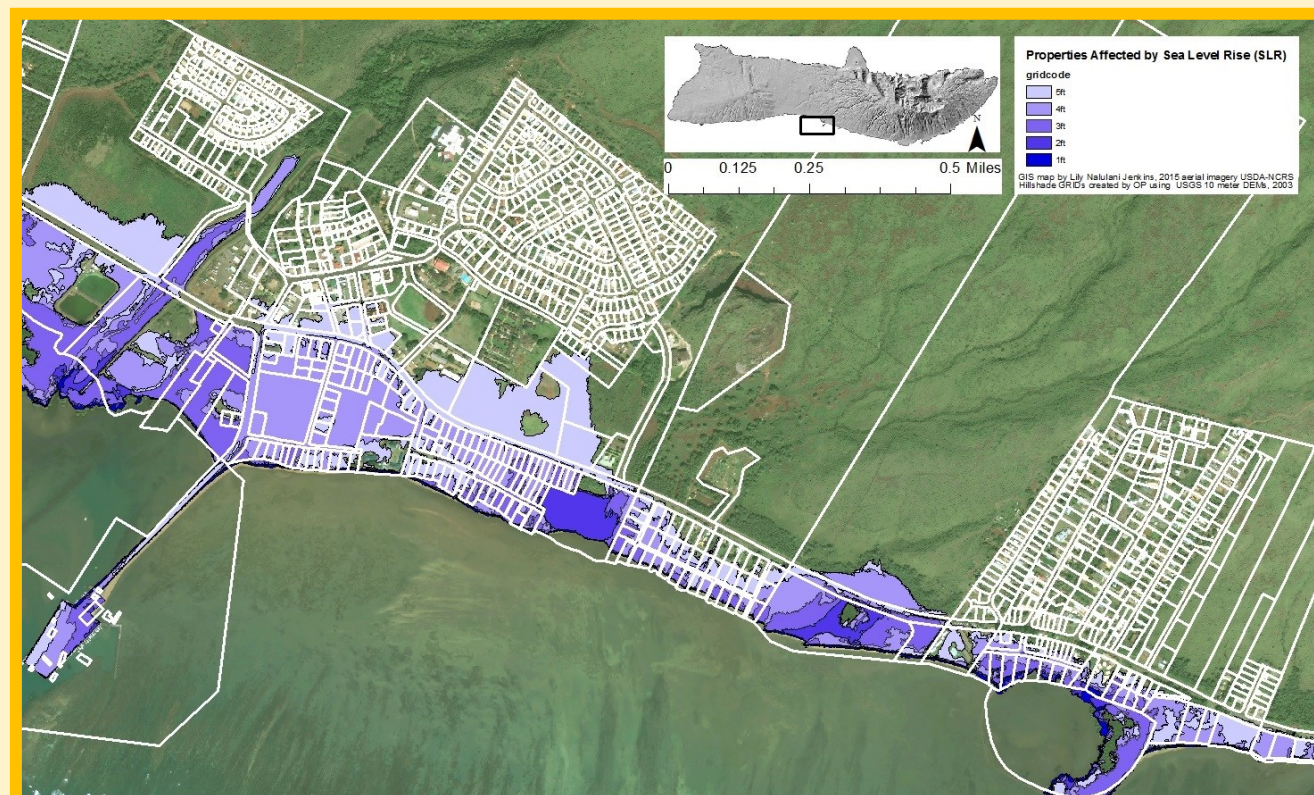 Properties Affected by Sea Level Rise (SLR)
gridcode
5ft
4ft
3ft
2ft
1ft
GIS map by Lily Nalulani Jenkins, 2015 aerial imagery USDA-NCRS
Hillshade GRIDs created by OP using USGS 10 meter DEMs, 2003
N
0 0.125 0.25 0.5 Miles